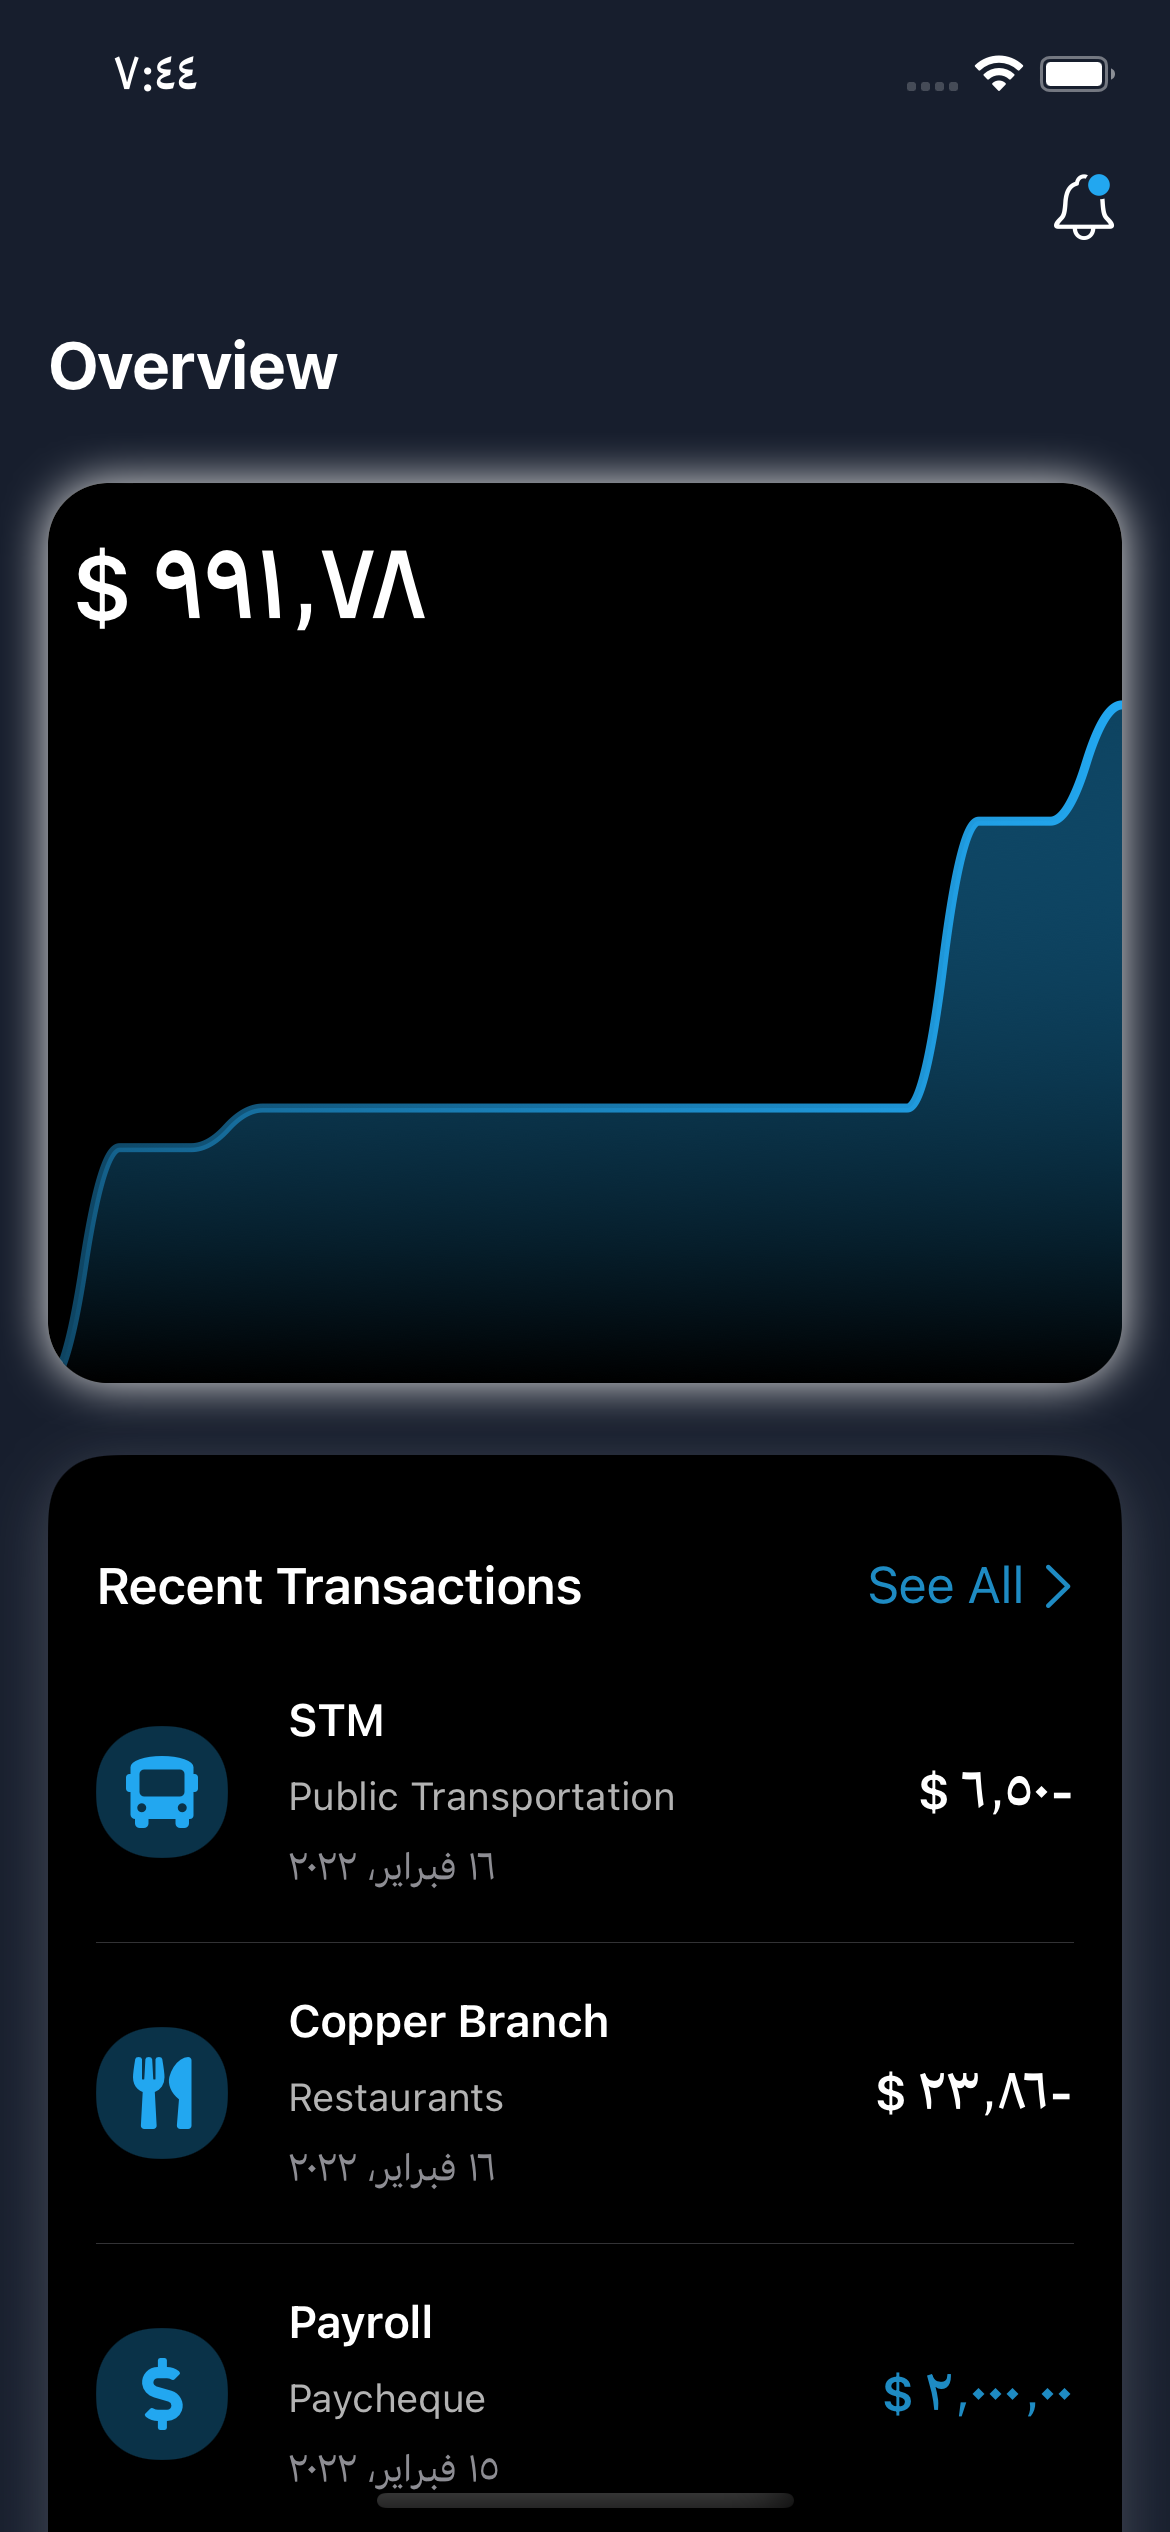 ٧:٤٤
Overview
$ ٩٩١,٧٨
Recent Transactions
See All
STM
Public Transportation
$ ٦,٥٠-
١٦ فبراير، ٢٠٢٢
Copper Branch
Restaurants
$ ٢٣,٨٦-
١٦ فبراير، ٢٠٢٢
Payroll
Paycheque
$ ٢,٠٠٠,٠٠
١٥ فبراير، ٢٠٢٢